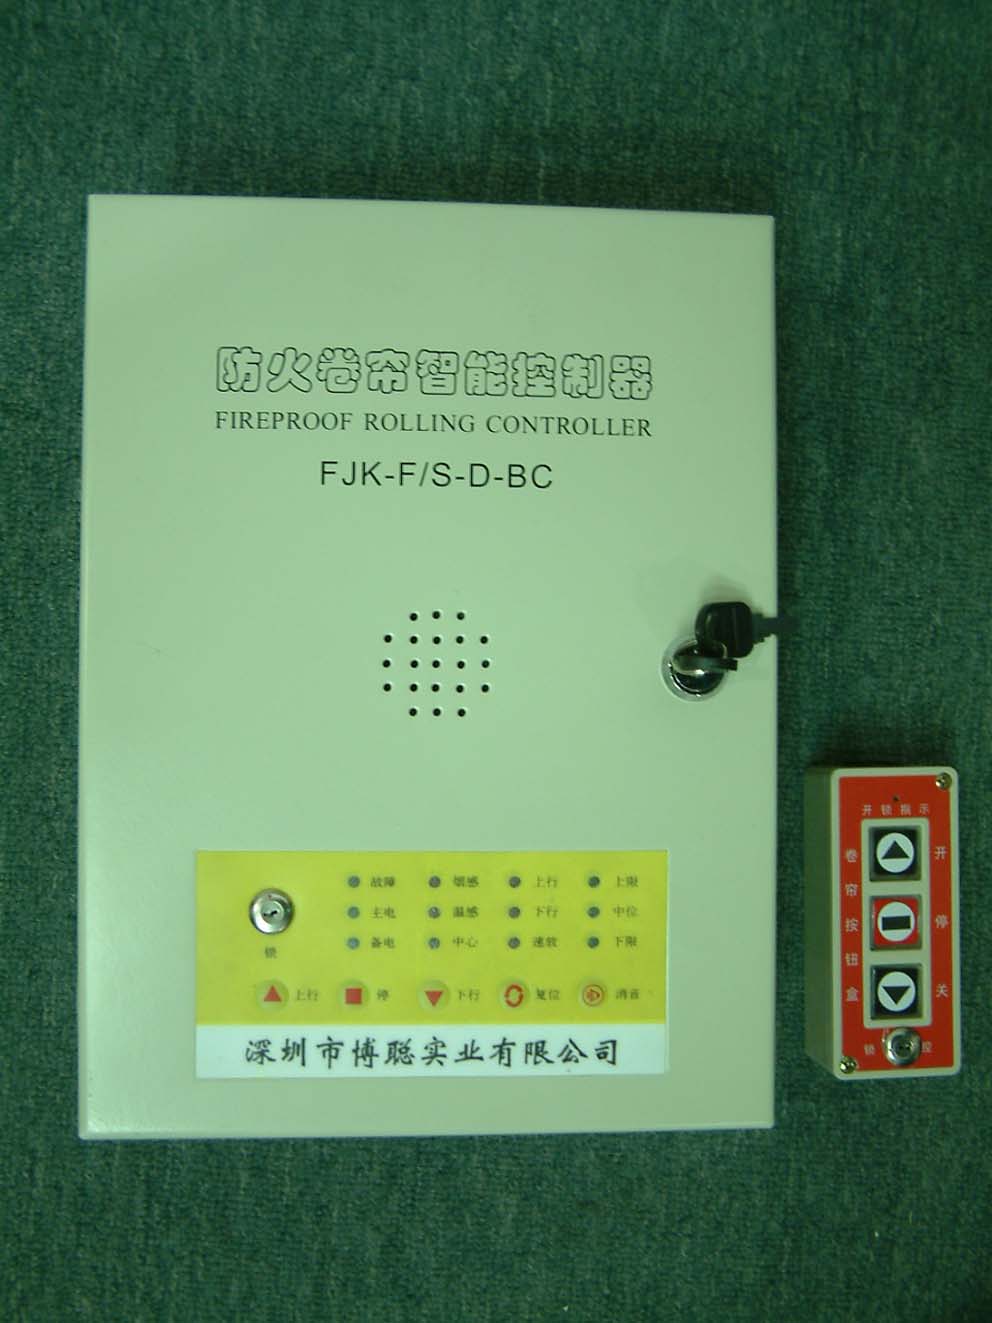 防火卷帘智能控制器
FIREPROOF ROLLING CONTROLLER
FJK-F/S-D-BC
故障 烟感 上行 上限
主电 温感 下行 中位
备电 中心 速放 下限
锁
上行 停 下行 复位 消音
深圳市博聪实业有限公司
开锁指示
卷帘按钮盒
开
停
关
锁 控